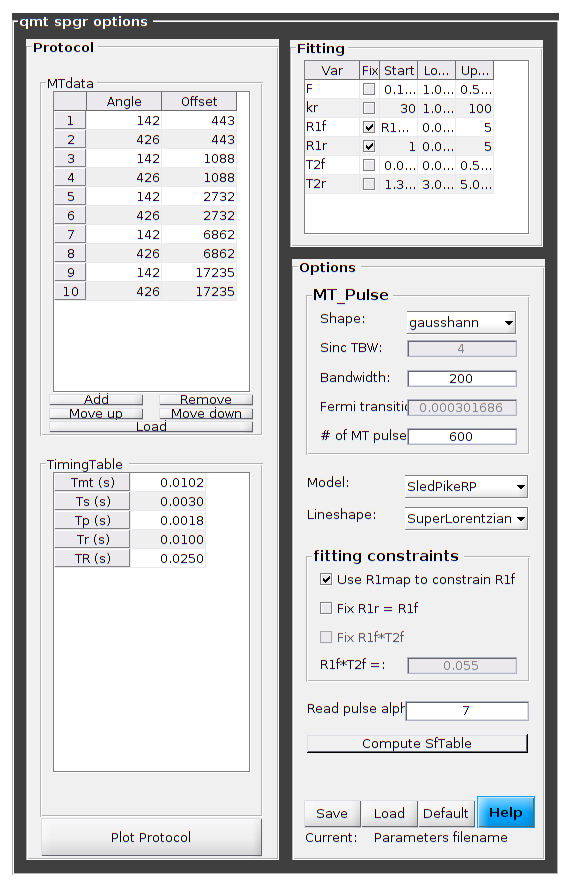 qmt spgr options
Protocol
MTdata
Angle Offset
1 142 443
2 426 443
3 142 1088
4 426 1088
5 142 2732
6 426 2732
7 142 6862
8 426 6862
9 142 17235
10 426 17235
Add Remove
Move up Move down
Load
TimingTable
Tmt (s) 0.0102
Ts (s) 0.0030
Tp (s) 0.0018
Tr (s) 0.0100
TR (s) 0.0250
Plot Protocol
Fitting
Var Fix Start Lo... Up...
F 0.1... 1.0... 0.5...
kr 30 1.0... 100
R1f R1... 0.0... 5
R1r 1 0.0... 5
T2f 0.0... 0.0... 0.5...
T2r 1.3... 3.0... 5.0...
Options
MT_Pulse
Shape: gausshann
Sinc TBW: 4
Bandwidth: 200
Fermi transitic 0.000301686
# of MT pulse 600
Model: SledPikeRP
Lineshape: SuperLorentzian
fitting constraints
Use R1map to constrain R1f
Fix R1r = R1f
Fix R1f*T2f
R1f*T2f =: 0.055
Read pulse alph 7
Compute SfTable
Save Load Default Help
Current: Parameters filename